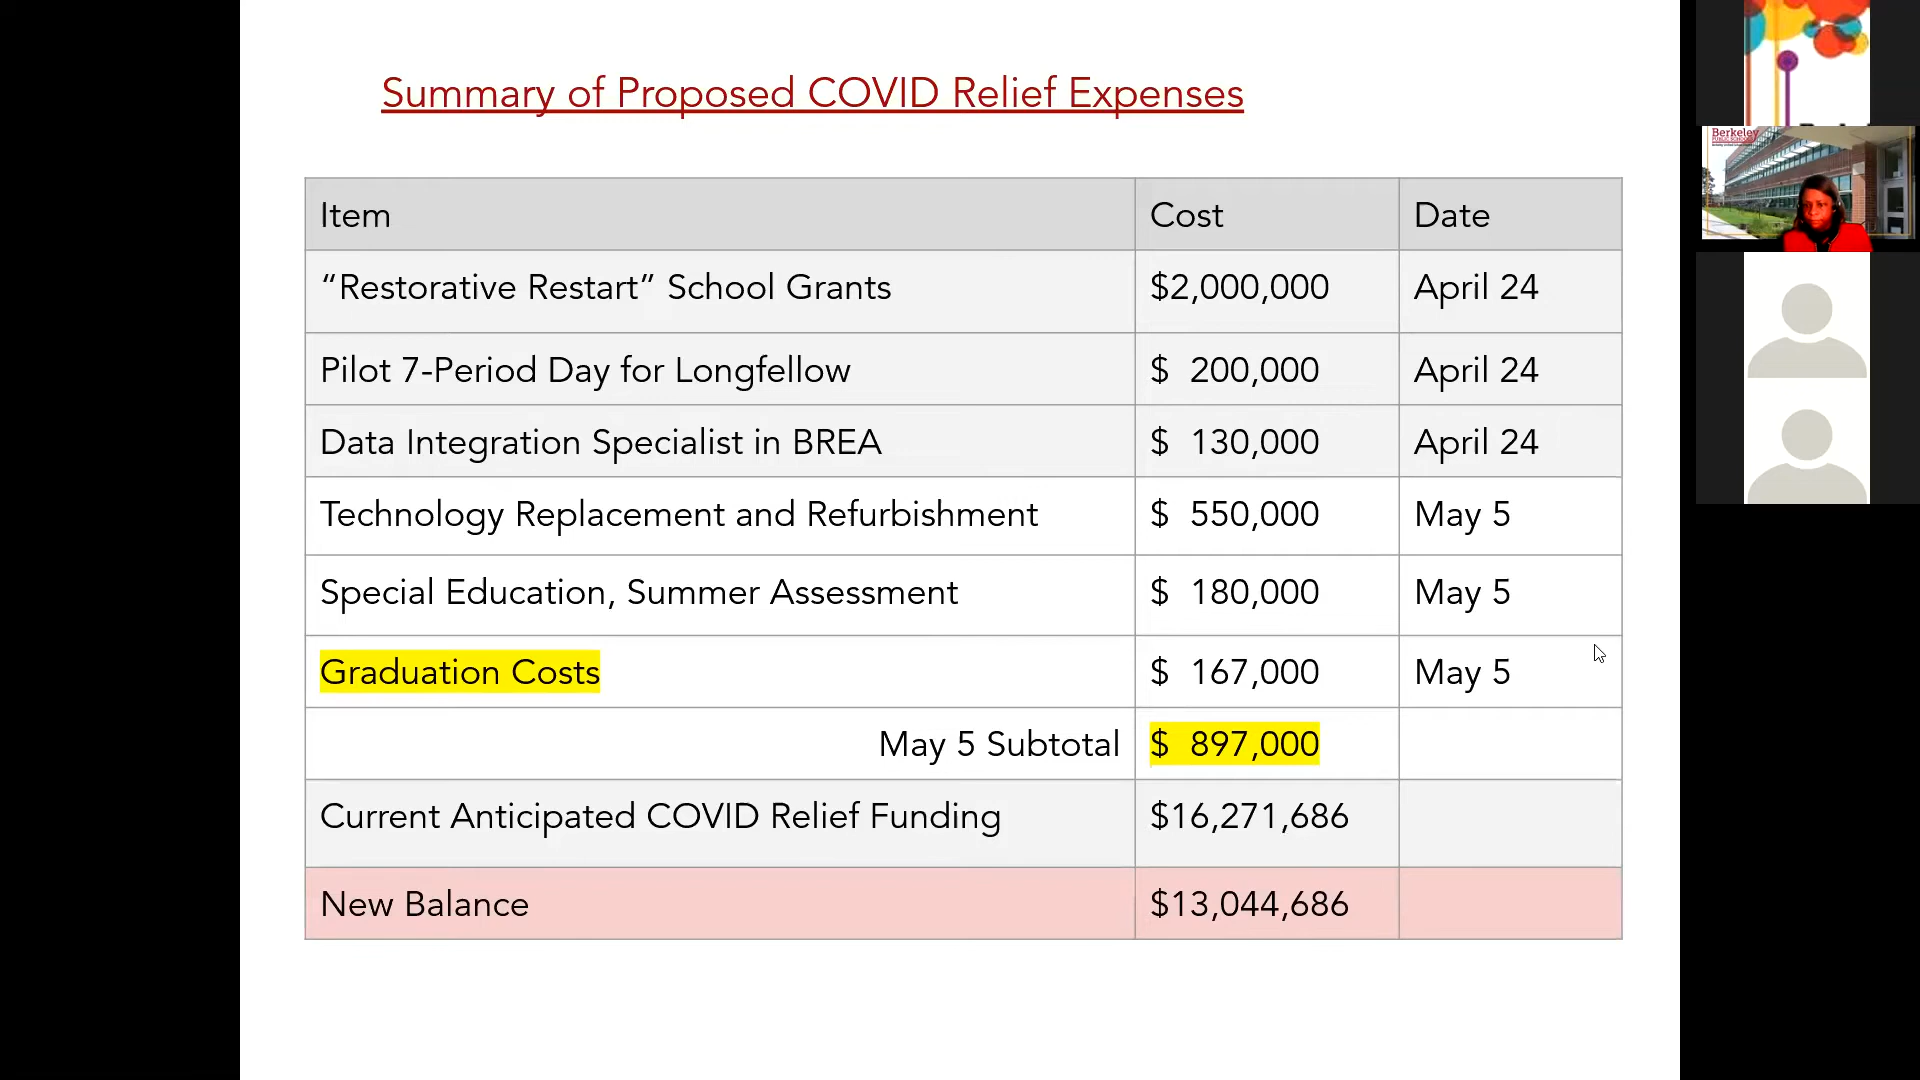 Summary of Proposed COVID Relief Expenses
Item Cost Date
“Restorative Restart” School Grants $2,000,000 April 24
Pilot 7-Period Day for Longfellow $ 200,000 April 24
Data Integration Specialist in BREA $ 130,000 April 24
Technology Replacement and Refurbishment $ 550,000 May 5
Special Education, Summer Assessment $ 180,000 May 5
Graduation Costs $ 167,000 May 5
May 5 Subtotal $ 897,000
Current Anticipated COVID Relief Funding $16,271,686
New Balance $13,044,686
Berkeley